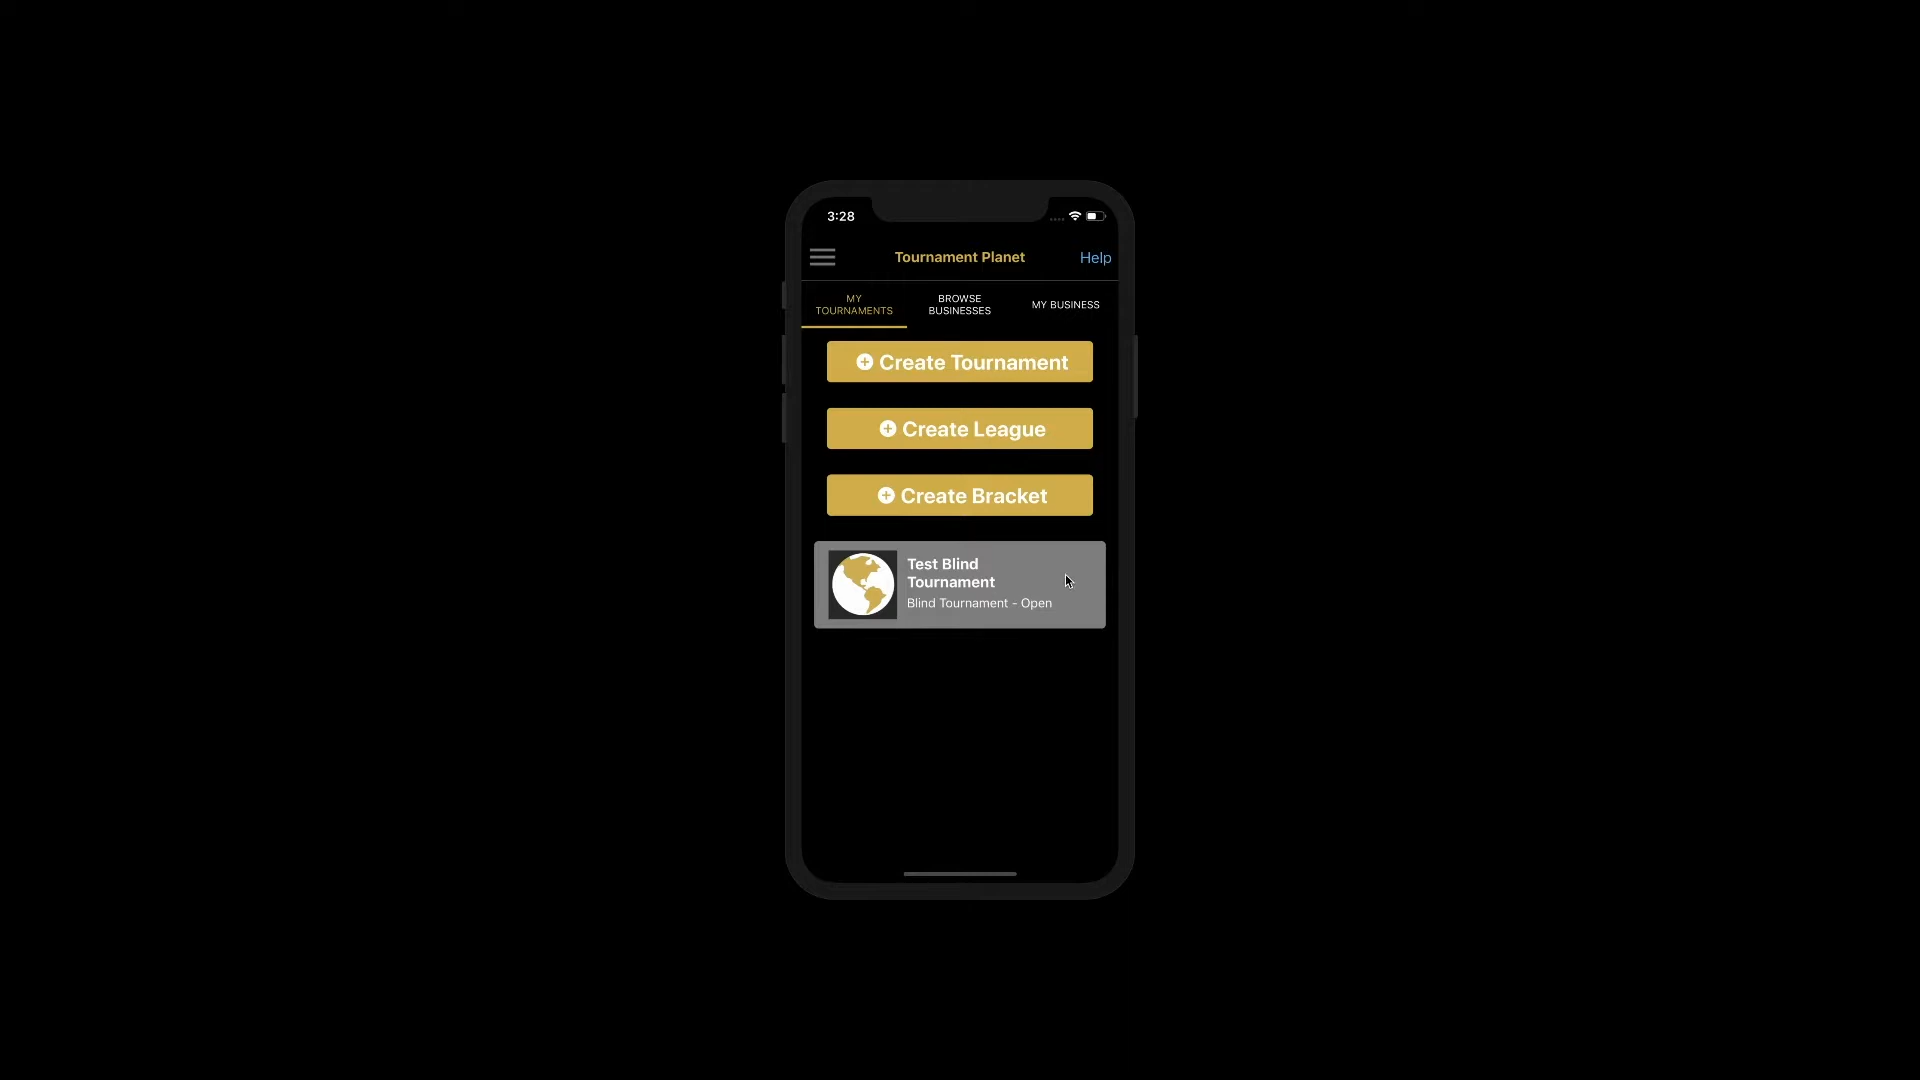 3:28
Tournament Planet
Help
MY
TOURNAMENTS
BROWSE
BUSINESSES
MY BUSINESS
Create Tournament
Create League
Create Bracket
Test Blind
Tournament
Blind Tournament - Open